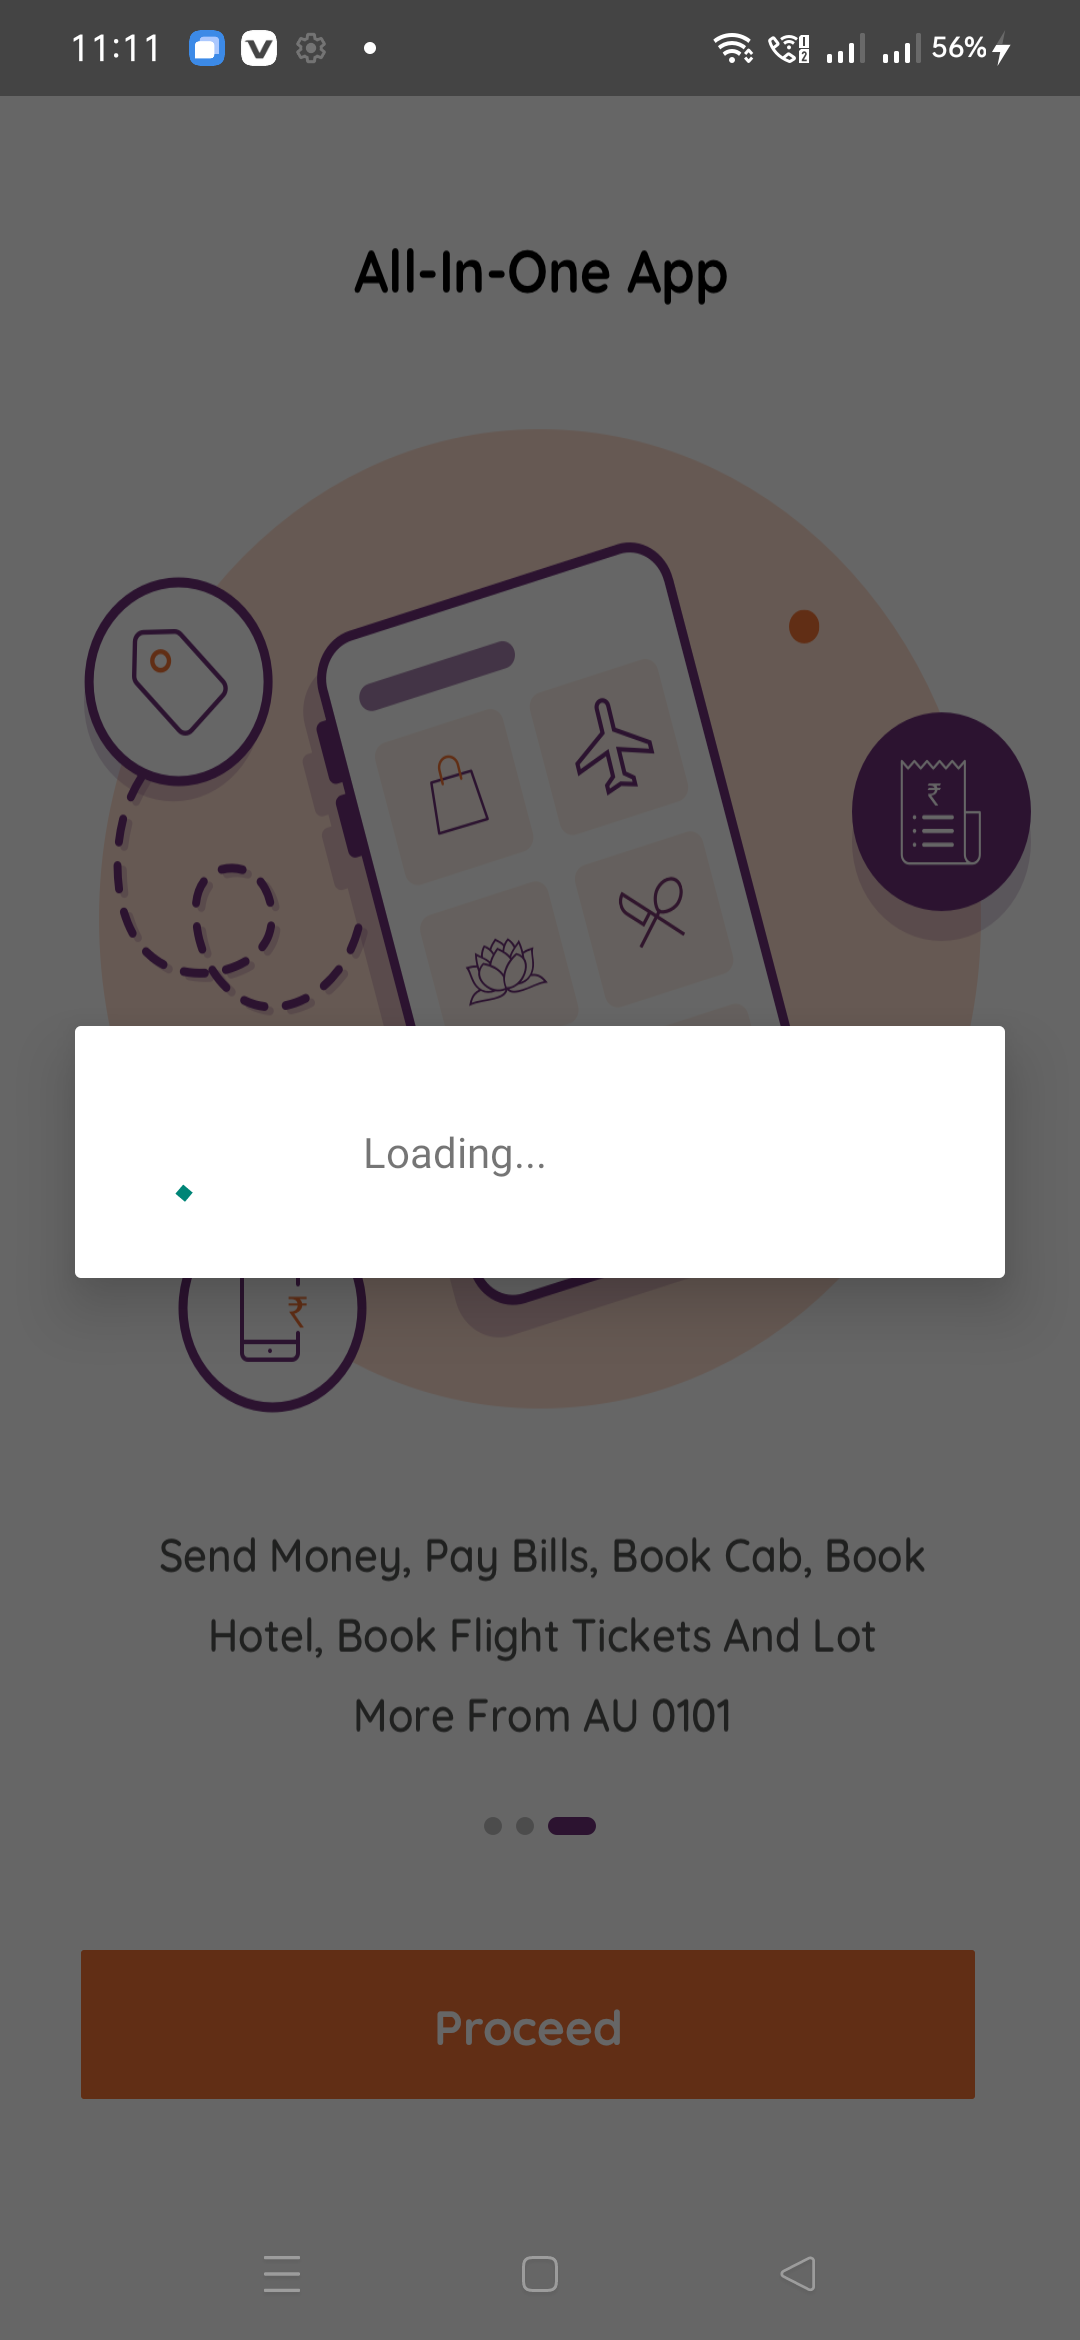 11:11
56%
All-In-One App
₹
Loading...
₹
Send Money, Pay Bills, Book Cab, Book
Hotel, Book Flight Tickets And Lot
More From AU 0101
Proceed